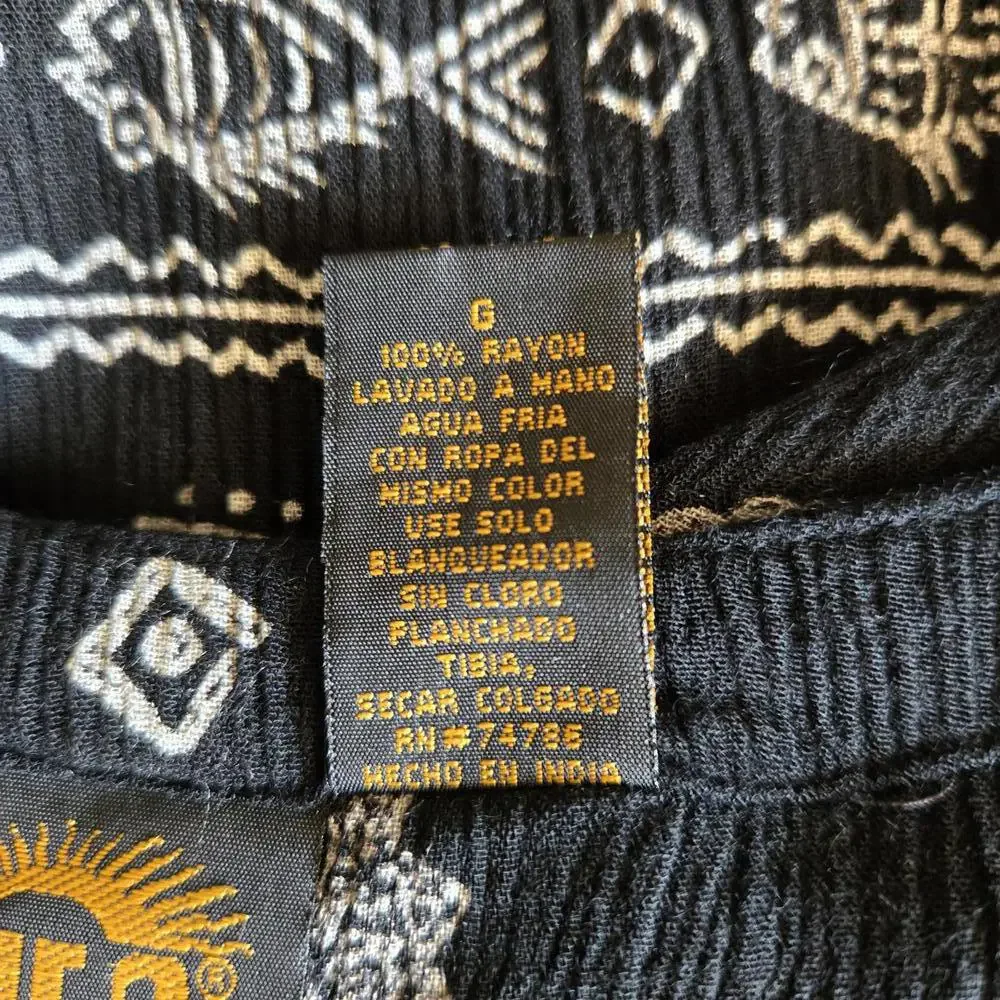 G
100% RAYON
LAVADO A MANO
AGUA FRIA
CON ROPA DEL
MISMO COLOR
USE SOLO
BLANQUEADOR
SIN CLORO
PLANCHADO
TIBIA,
SECAR COLGADO
RN#74786
HECHO EN INDIA